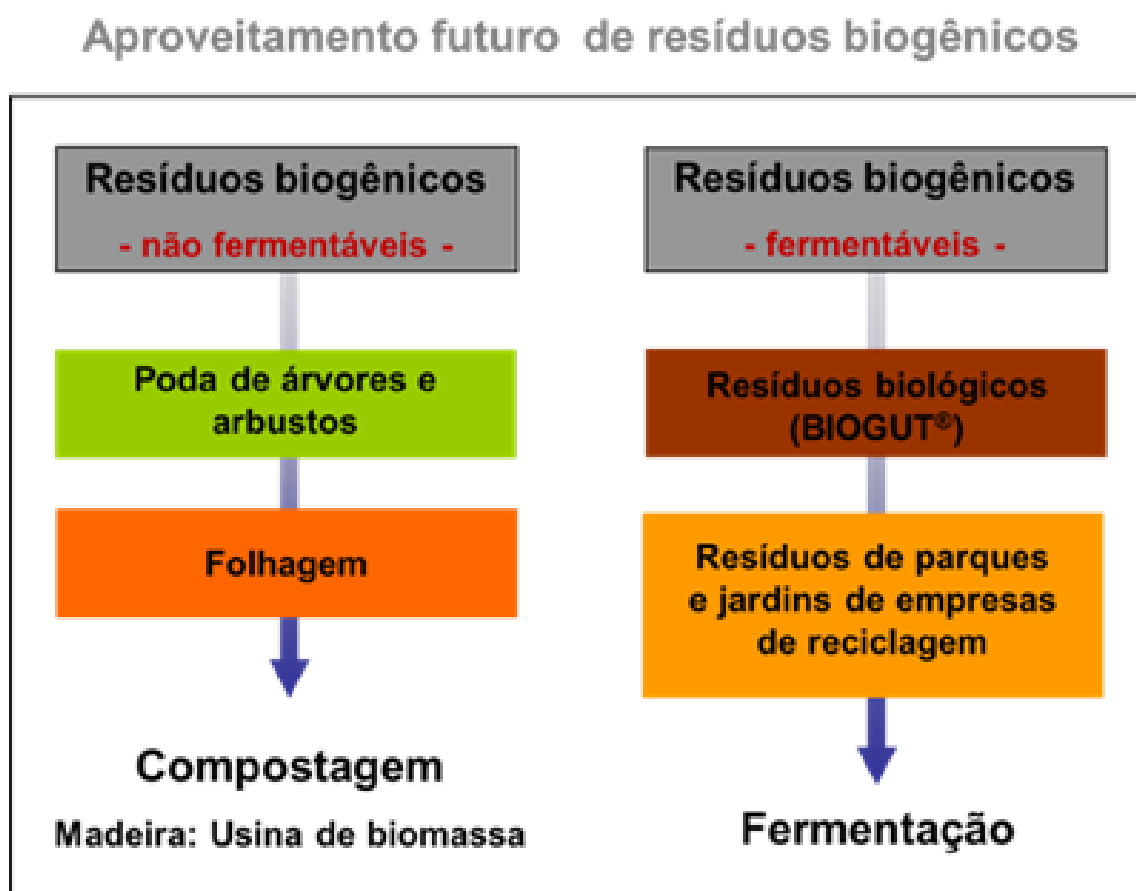 Aproveitamento futuro de resíduos biogênicos
Resíduos biogênicos
- não fermentáveis -
Poda de árvores e
arbustos
Folhagem
Compostagem
Madeira: Usina de biomassa
Resíduos biogênicos
- fermentáveis -
Resíduos biológicos
(BIOGUT®)
Resíduos de parques
e jardins de empresas
de reciclagem
Fermentação